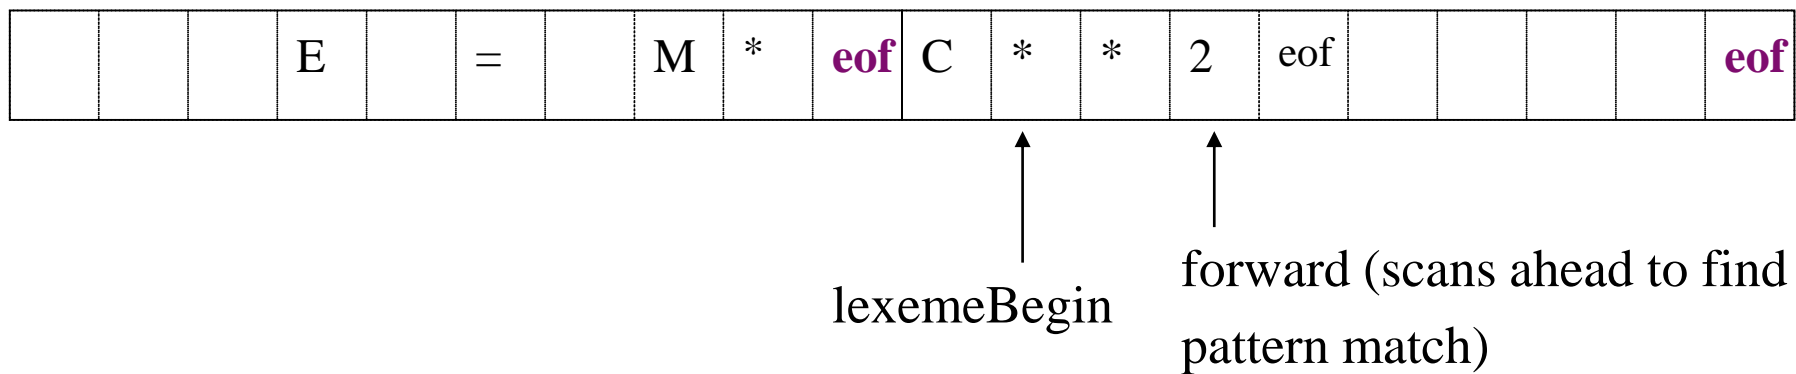 E = M * eof C * * 2 eof eof
lexemeBegin
forward (scans ahead to find
pattern match)